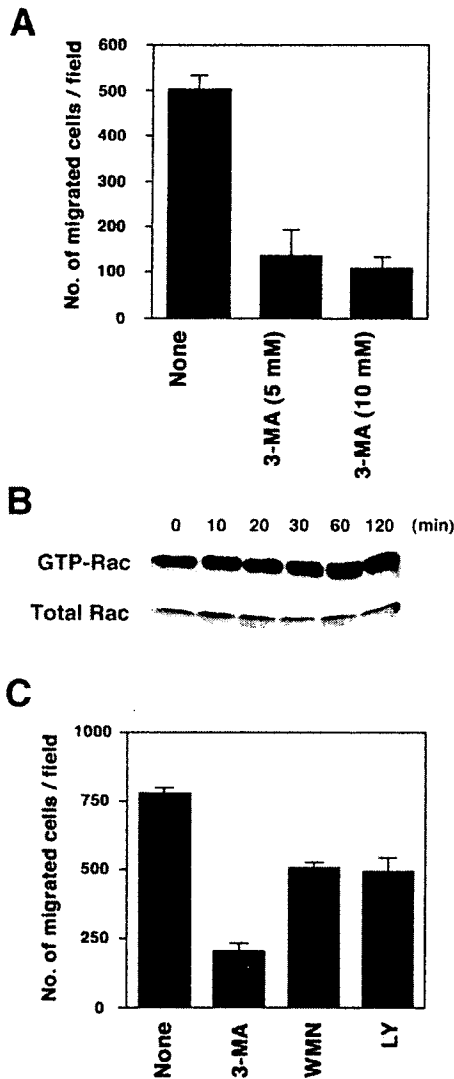 A
No. of migrated cells / field
600
500
400
300
200
100
0
None
3-MA (5 mM)
3-MA (10 mM)
B
0 10 20 30 60 120 (min)
GTP-Rac
Total Rac
C
No. of migrated cells / field
1000
750
500
250
0
None
3-MA
WMN
LY